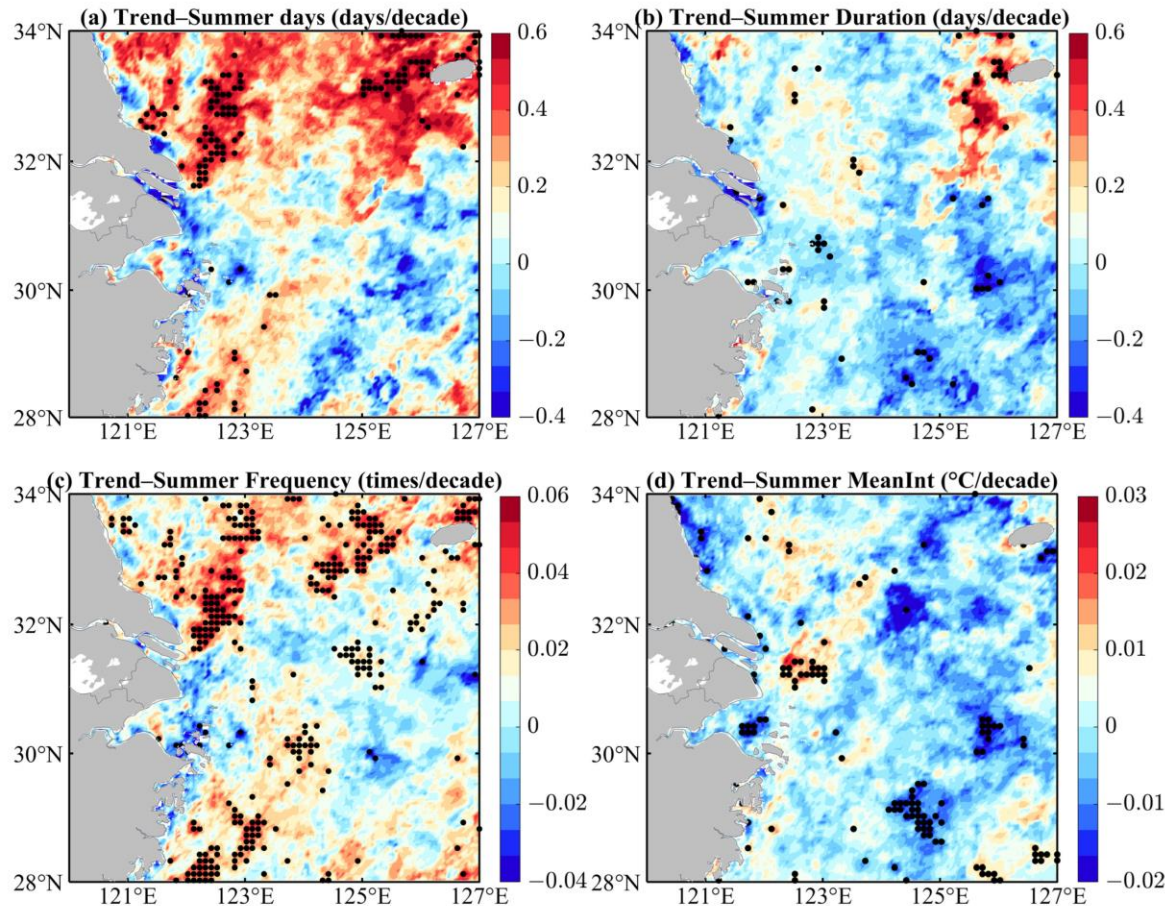 (a) Trend–Summer days (days/decade)
34°N
32°N
30°N
28°N
121°E 123°E 125°E 127°E
0.6
0.4
0.2
0
−0.2
−0.4
(b) Trend–Summer Duration (days/decade)
34°N
32°N
30°N
28°N
121°E 123°E 125°E 127°E
0.6
0.4
0.2
0
−0.2
−0.4
(c) Trend–Summer Frequency (times/decade)
34°N
32°N
30°N
28°N
121°E 123°E 125°E 127°E
0.06
0.04
0.02
0
−0.02
−0.04
(d) Trend–Summer MeanInt (°C/decade)
34°N
32°N
30°N
28°N
121°E 123°E 125°E 127°E
0.03
0.02
0.01
0
−0.01
−0.02